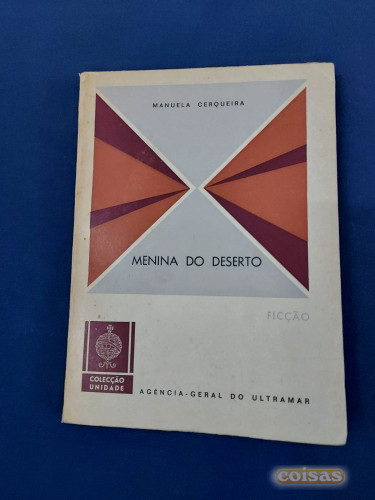 MANUELA CERQUEIRA
MENINA DO DESERTO
FICÇÃO
COLECÇÃO
UNIDADE
AGÊNCIA-GERAL DO ULTRAMAR
coisas